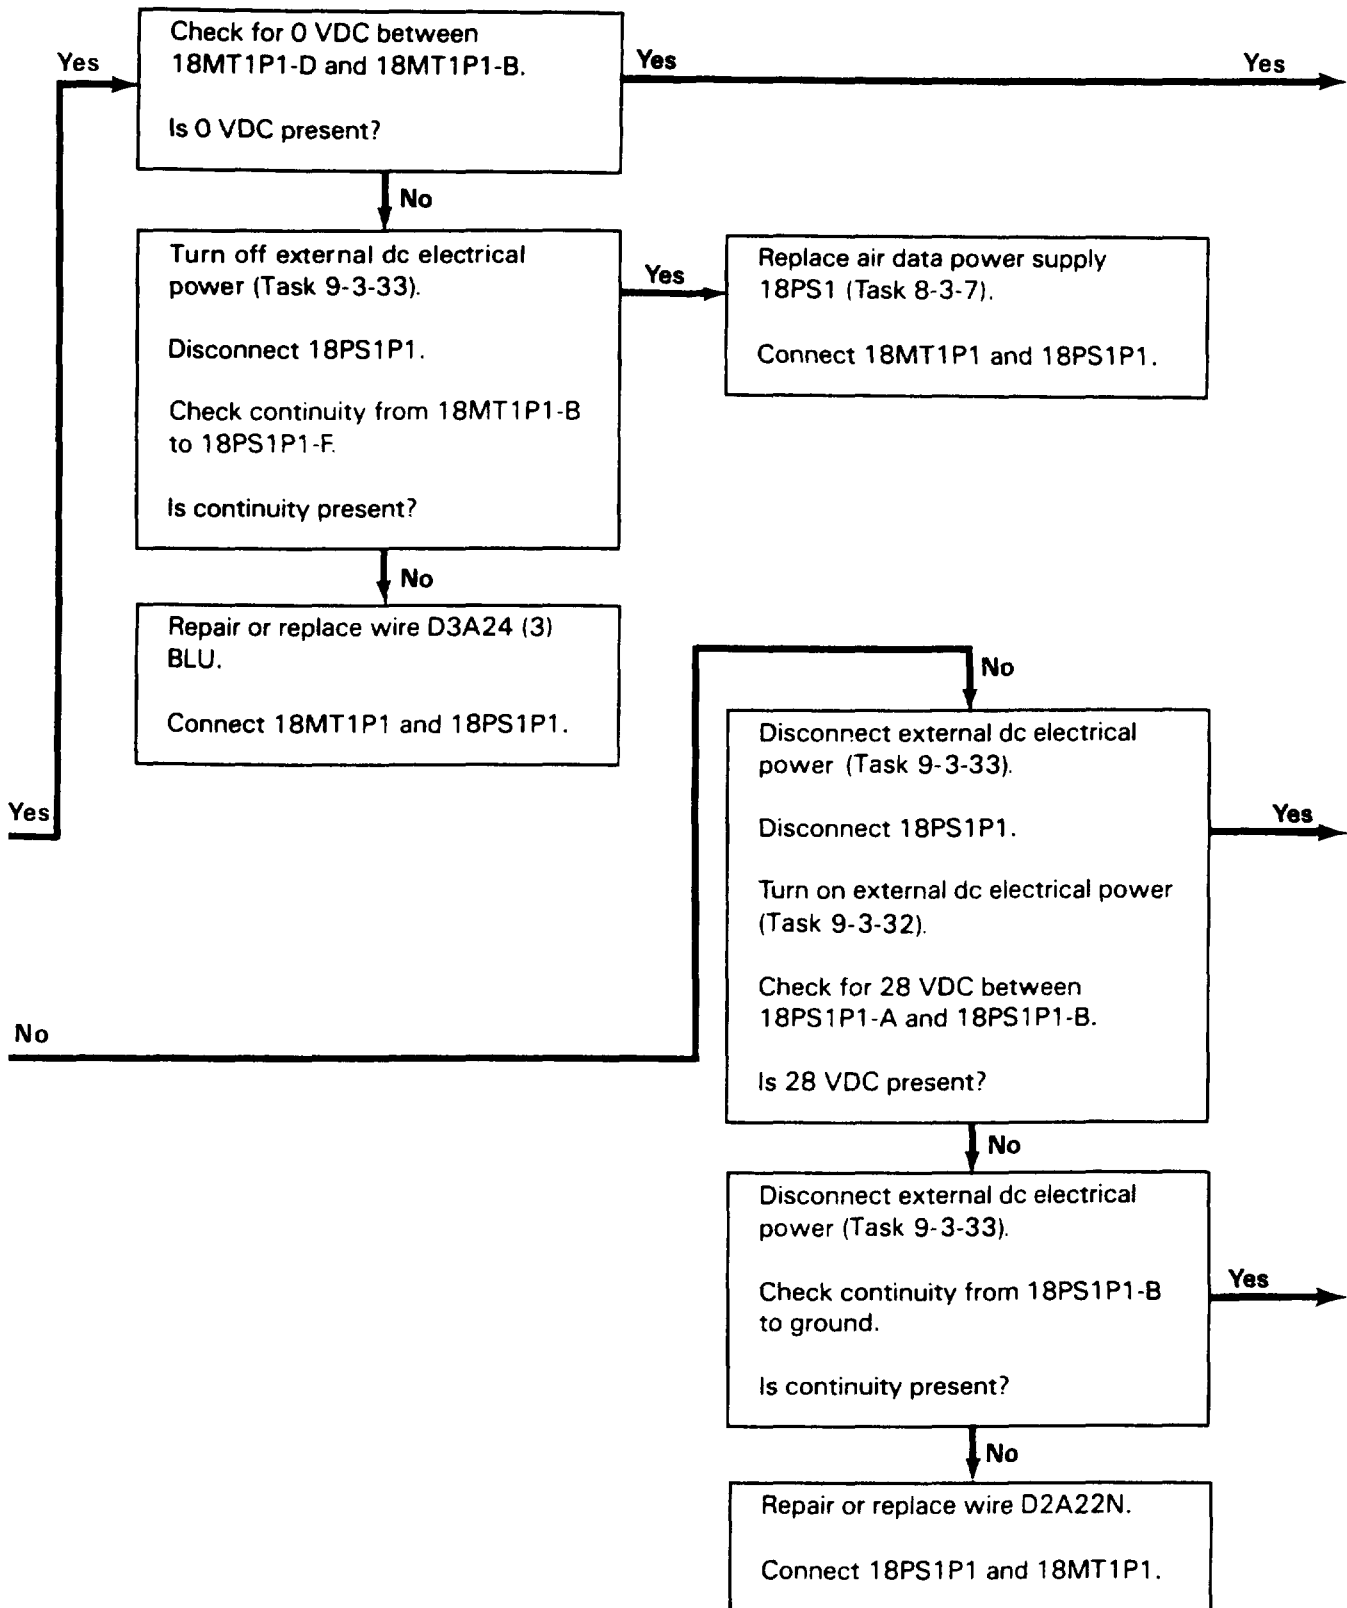 Yes
Check for 0 VDC between
18MT1P1-D and 18MT1P1-B.
Is 0 VDC present?
Yes
Yes
No
Turn off external dc electrical
power (Task 9-3-33).
Disconnect 18PS1P1.
Check continuity from 18MT1P1-B
to 18PS1P1-F.
Is continuity present?
Yes
Replace air data power supply
18PS1 (Task 8-3-7).
Connect 18MT1P1 and 18PS1P1.
No
Repair or replace wire D3A24 (3)
BLU.
Connect 18MT1P1 and 18PS1P1.
Yes
No
No
Disconnect external dc electrical
power (Task 9-3-33).
Disconnect 18PS1P1.
Turn on external dc electrical power
(Task 9-3-32).
Check for 28 VDC between
18PS1P1-A and 18PS1P1-B.
Is 28 VDC present?
Yes
No
Disconnect external dc electrical
power (Task 9-3-33).
Check continuity from 18PS1P1-B
to ground.
Is continuity present?
Yes
No
Repair or replace wire D2A22N.
Connect 18PS1P1 and 18MT1P1.